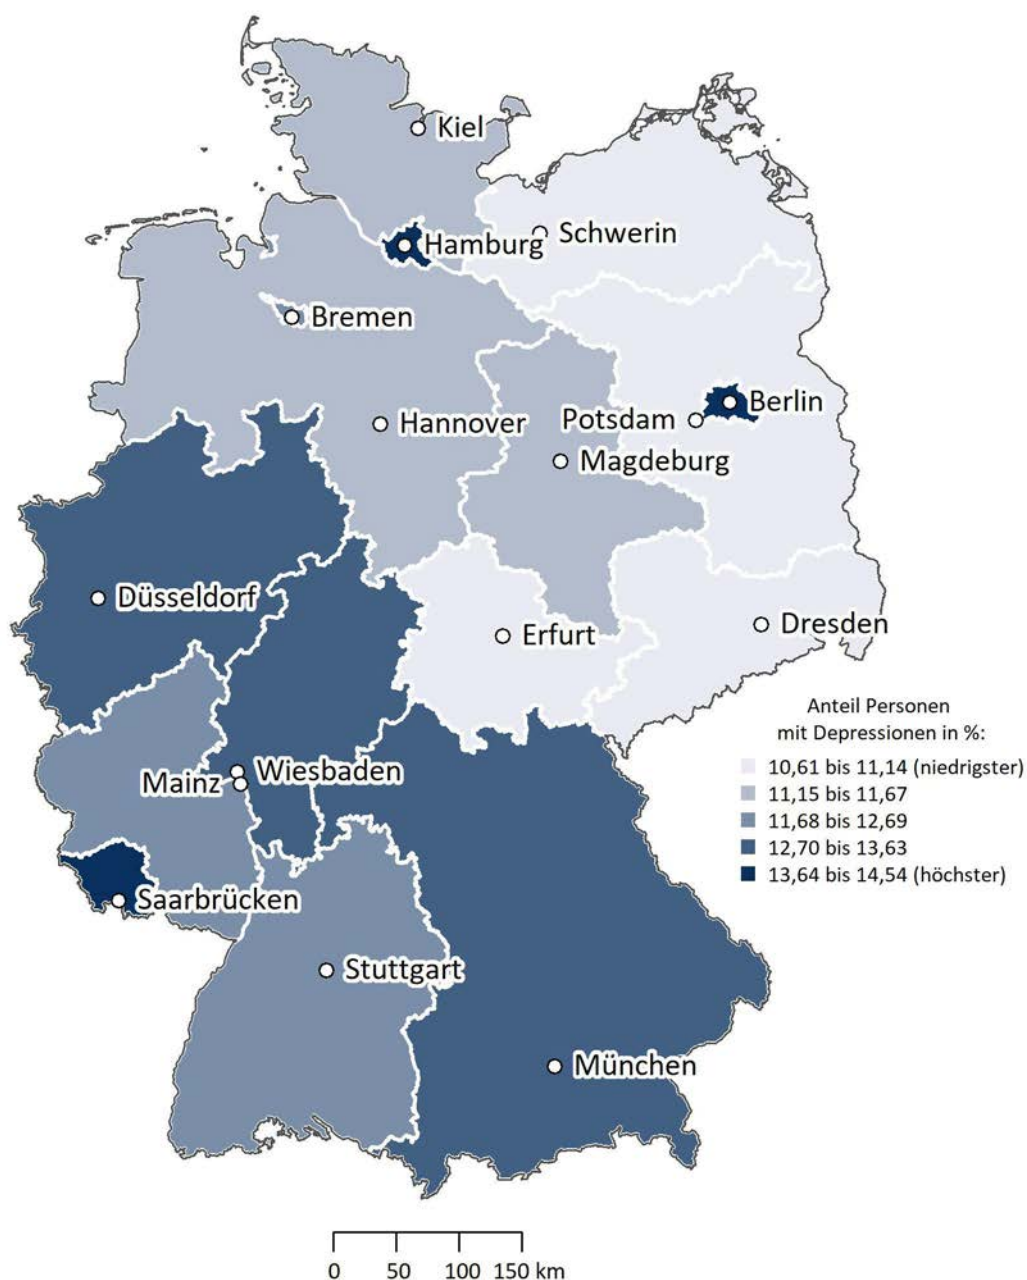 Kiel
Schwerin
Hamburg
Bremen
Berlin
Hannover
Potsdam
Magdeburg
Düsseldorf
Erfurt
Dresden
Anteil Personen
mit Depressionen in %:
10,61 bis 11,14 (niedrigster)
11,15 bis 11,67
11,68 bis 12,69
12,70 bis 13,63
13,64 bis 14,54 (höchster)
Wiesbaden
Mainz
Saarbrücken
Stuttgart
München
0 50 100 150 km